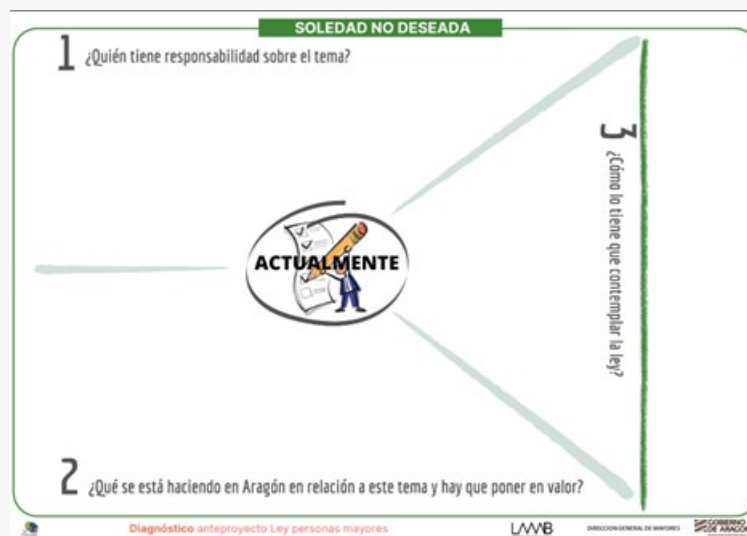 SOLEDAD NO DESEADA
1 ¿Quién tiene responsabilidad sobre el tema?
3 ¿Cómo lo tiene que contemplar la ley?
ACTUALMENTE
2 ¿Qué se está haciendo en Aragón en relación a este tema y hay que poner en valor?
Diagnóstico anteproyecto Ley personas mayores
LAAAB
DIRECCION GENERAL DE MAYORES
GOBIERNO
DE ARAGON